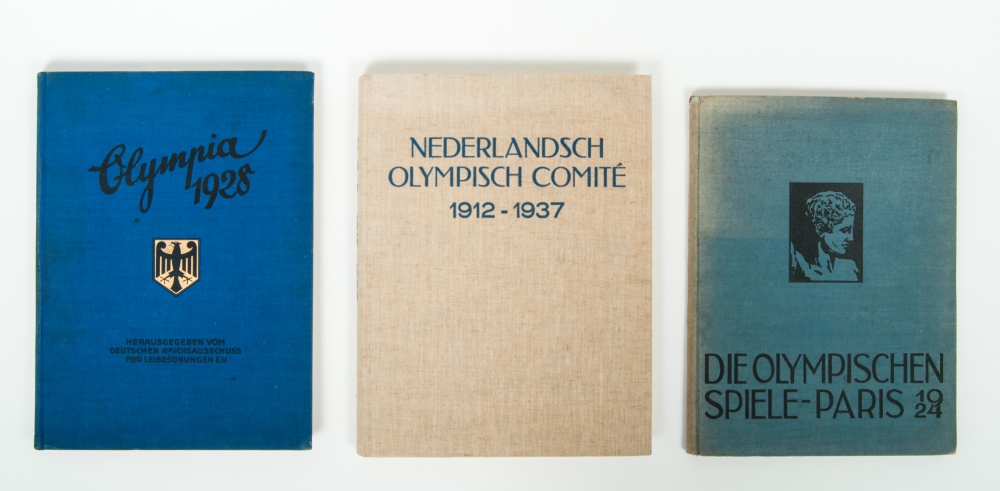 Olympia
1928
HERAUSGEGEBEN VOM
DEUTSCHEN REICHSAUSSCHUSS
FÜR LEIBESÜBUNGEN E.V.
NEDERLANDSCH
OLYMPISCH COMITÉ
1912 - 1937
DIE OLYMPISCHEN
SPIELE-PARIS 1924